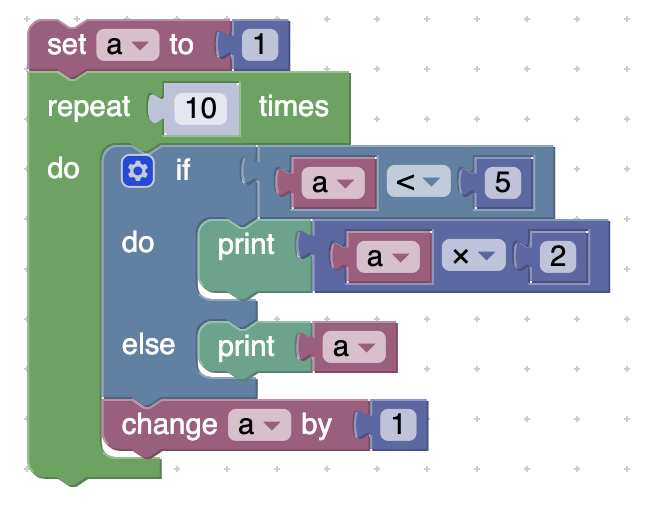 set a to 1
repeat 10 times
do if a < 5
do print a × 2
else print a
change a by 1